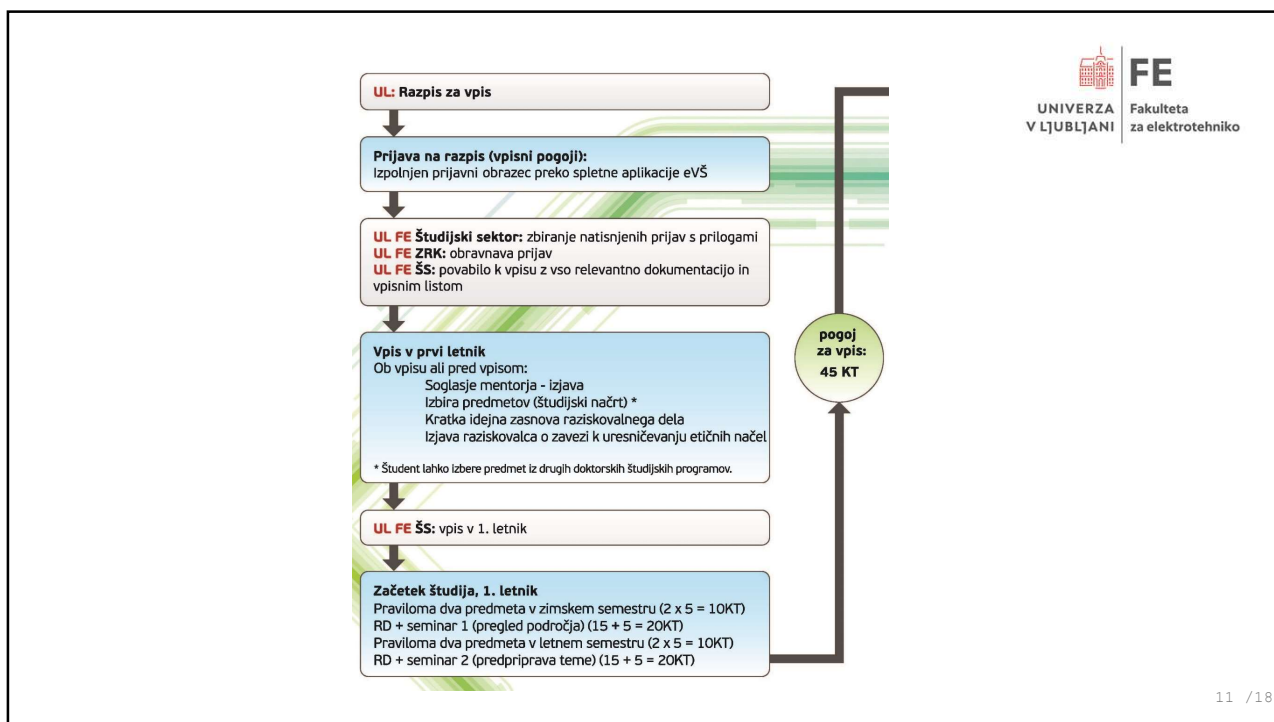 UL: Razpis za vpis
Prijava na razpis (vpisni pogoji):
Izpolnjen prijavni obrazec preko spletne aplikacije eVŠ
UL FE Študijski sektor: zbiranje natisnjenih prijav s prilogami
UL FE ZRK: obravnava prijav
UL FE ŠS: povabilo k vpisu z vso relevantno dokumentacijo in
vpisnim listom
Vpis v prvi letnik
Ob vpisu ali pred vpisom:
Soglasje mentorja - izjava
Izbira predmetov (študijski načrt) *
Kratka idejna zasnova raziskovalnega dela
Izjava raziskovalca o zavezi k uresničevanju etičnih načel
* Študent lahko izbere predmet iz drugih doktorskih študijskih programov.
UL FE ŠS: vpis v 1. letnik
Začetek študija, 1. letnik
Praviloma dva predmeta v zimskem semestru (2 x 5 = 10KT)
RD + seminar 1 (pregled področja) (15 + 5 = 20KT)
Praviloma dva predmeta v letnem semestru (2 x 5 = 10KT)
RD + seminar 2 (predpriprava teme) (15 + 5 = 20KT)
pogoj
za vpis:
45 KT
UNIVERZA
V LJUBLJANI
FE
Fakulteta
za elektrotehniko
11 /18